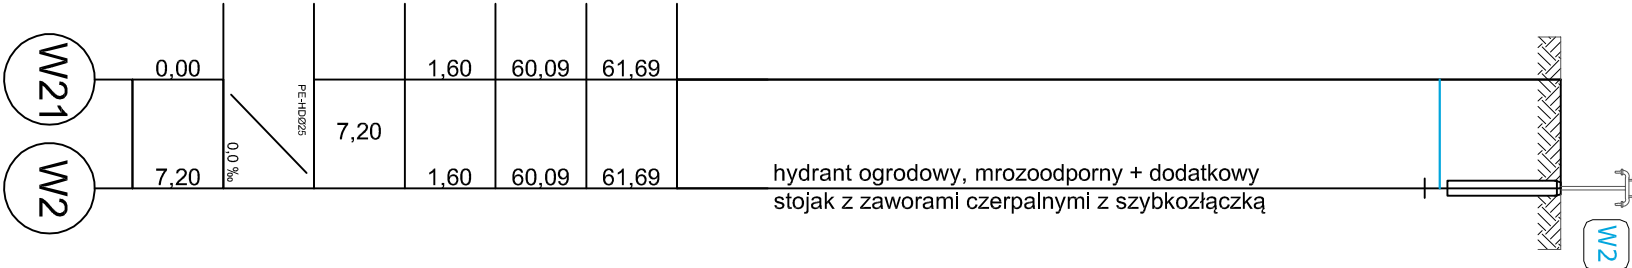 W21
0,00
1,60
60,09
61,69
PE-HDØ25
7,20
0,0 ‰
W2
7,20
1,60
60,09
61,69
hydrant ogrodowy, mrozoodporny + dodatkowy
stojak z zaworami czerpalnymi z szybkozłączką
W2